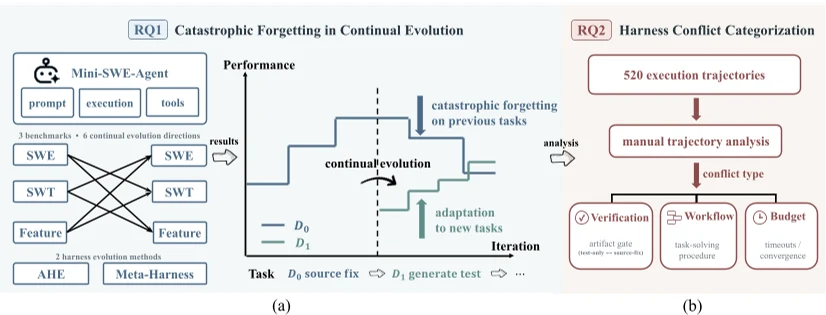 RQ1 Catastrophic Forgetting in Continual Evolution
Mini-SWE-Agent
prompt execution tools
3 benchmarks • 6 continual evolution directions
SWE SWE
SWT SWT
Feature Feature
2 harness evolution methods
AHE Meta-Harness
results
Performance
catastrophic forgetting
on previous tasks
continual evolution
adaptation
to new tasks
D0
D1
Iteration
Task D0 source fix D1 generate test ...
(a)
analysis
RQ2 Harness Conflict Categorization
520 execution trajectories
manual trajectory analysis
conflict type
Verification
artifact gate
Workflow
task-solving
procedure
Budget
timeouts /
convergence
(b)